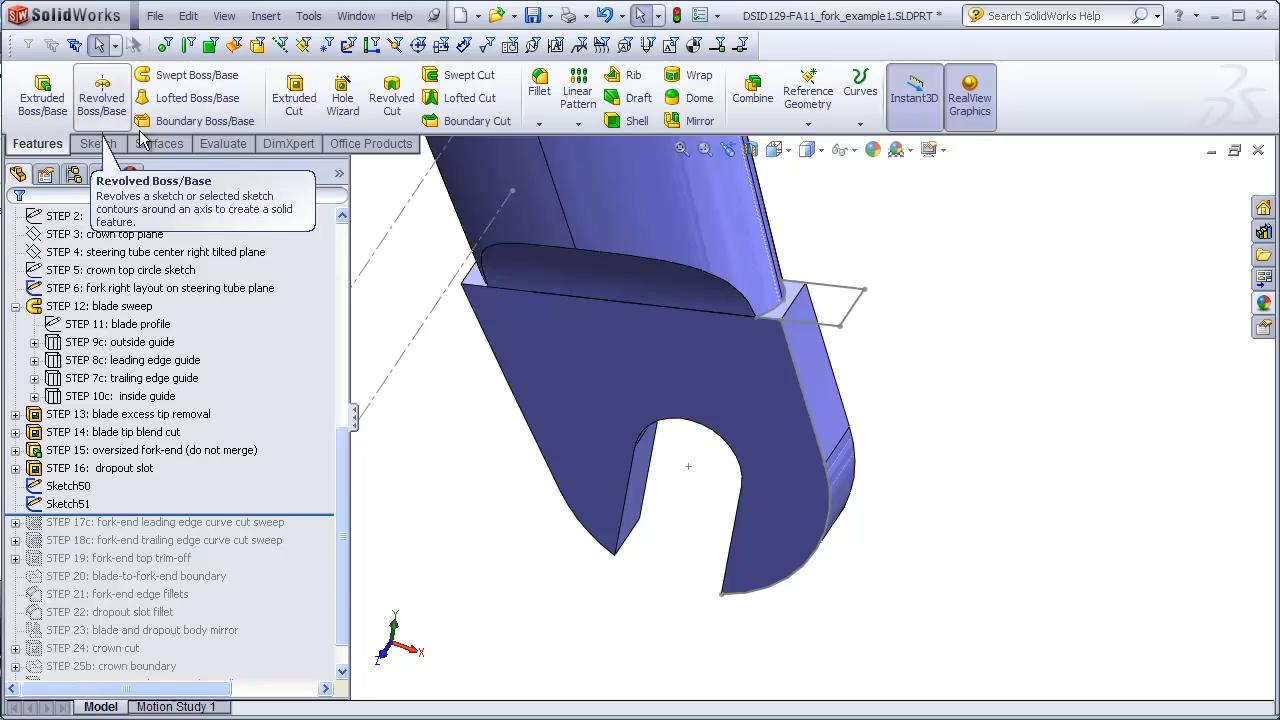 SolidWorks
File Edit View Insert Tools Window Help
DSID129-FA11_fork_example1.SLDPRT *
Search SolidWorks Help
Extruded Boss/Base
Revolved Boss/Base
Swept Boss/Base
Lofted Boss/Base
Boundary Boss/Base
Extruded Cut
Hole Wizard
Revolved Cut
Swept Cut
Lofted Cut
Boundary Cut
Fillet
Linear Pattern
Rib
Draft
Shell
Wrap
Dome
Mirror
Combine
Reference Geometry
Curves
Instant3D
RealView Graphics
Features Evaluate DimXpert Office Products
Revolved Boss/Base
Revolves a sketch or selected sketch
contours around an axis to create a solid
feature.
STEP 2:
STEP 3: crown top plane
STEP 4: steering tube center right tilted plane
STEP 5: crown top circle sketch
STEP 6: fork right layout on steering tube plane
STEP 12: blade sweep
STEP 11: blade profile
STEP 9c: outside guide
STEP 8c: leading edge guide
STEP 7c: trailing edge guide
STEP 10c: inside guide
STEP 13: blade excess tip removal
STEP 14: blade tip blend cut
STEP 15: oversized fork-end (do not merge)
STEP 16: dropout slot
Sketch50
Sketch51
STEP 17c: fork-end leading edge curve cut sweep
STEP 18c: fork-end trailing edge curve cut sweep
STEP 19: fork-end top trim-off
STEP 20: blade-to-fork-end boundary
STEP 21: fork-end edge fillets
STEP 22: dropout slot fillet
STEP 23: blade and dropout body mirror
STEP 24: crown cut
STEP 25b: crown boundary
Y
X
Z
Model Motion Study 1